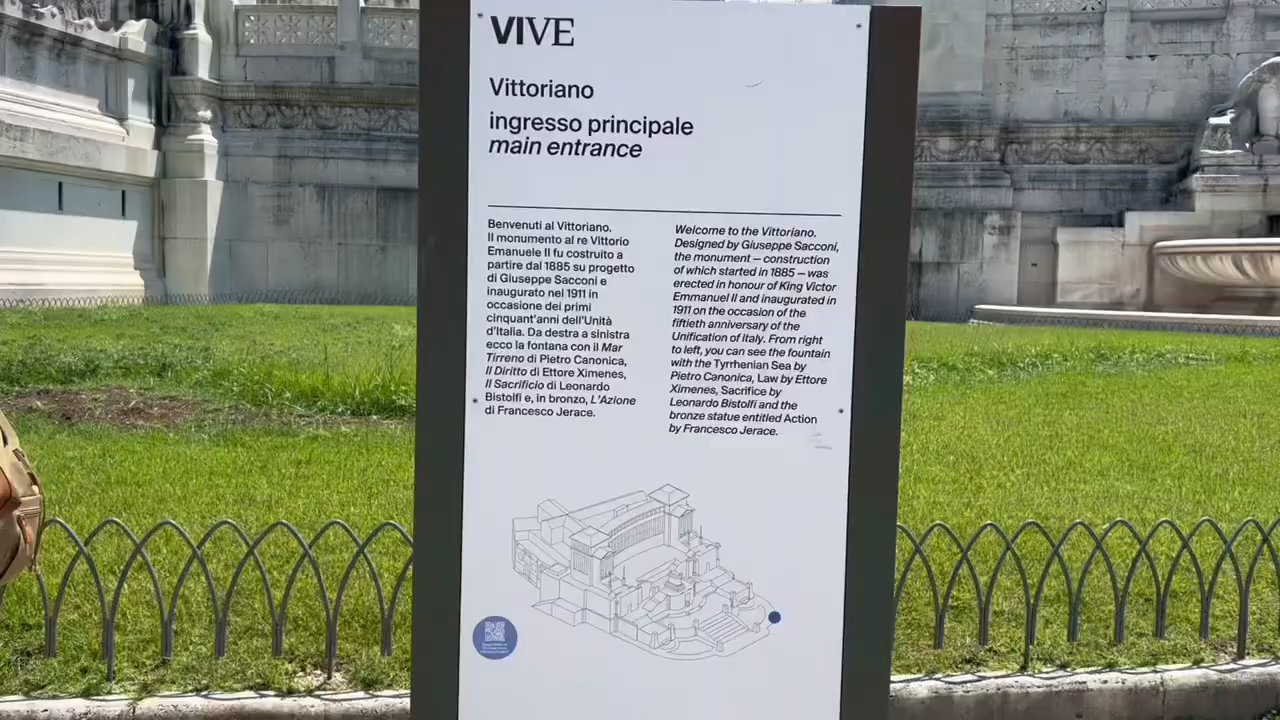 VIVE
Vittoriano
ingresso principale
main entrance
Benvenuti al Vittoriano.
Il monumento al re Vittorio
Emanuele II fu costruito a
partire dal 1885 su progetto
di Giuseppe Sacconi e
inaugurato nel 1911 in
occasione dei primi
cinquant'anni dell'Unità
d'Italia. Da destra a sinistra
ecco la fontana con il Mar
Tirreno di Pietro Canonica,
Il Diritto di Ettore Ximenes,
Il Sacrificio di Leonardo
Bistolfi e, in bronzo, L'Azione
di Francesco Jerace.
Welcome to the Vittoriano.
Designed by Giuseppe Sacconi,
the monument – construction
of which started in 1885 – was
erected in honour of King Victor
Emmanuel II and inaugurated in
1911 on the occasion of the
fiftieth anniversary of the
Unification of Italy. From right
to left, you can see the fountain
with the Tyrrhenian Sea by
Pietro Canonica, Law by Ettore
Ximenes, Sacrifice by
Leonardo Bistolfi and the
bronze statue entitled Action
by Francesco Jerace.